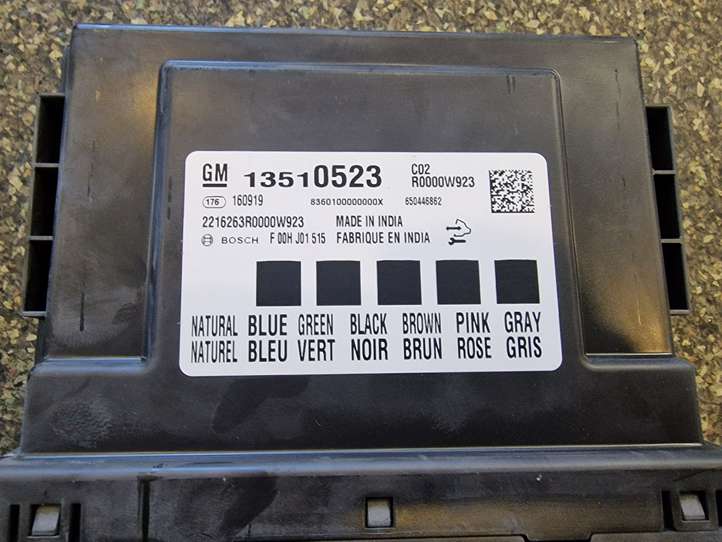 GM 13510523 C02
R0000W923
176 160919 8360100000000X 650446862
2216263R0000W923 MADE IN INDIA
BOSCH F 00H J01 515 FABRIQUE EN INDIA
NATURAL BLUE GREEN BLACK BROWN PINK GRAY
NATUREL BLEU VERT NOIR BRUN ROSE GRIS